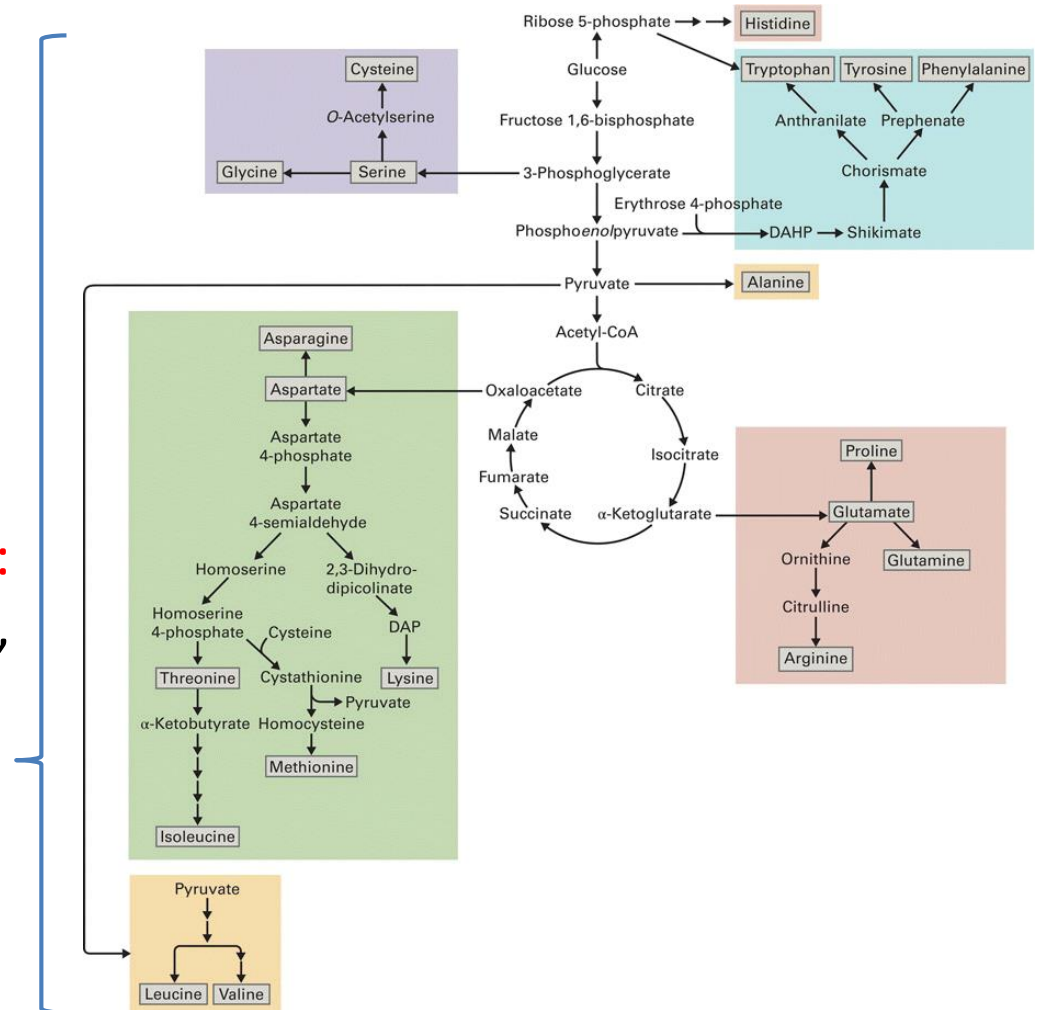 Ribose 5-phosphate
Histidine
Glucose
Tryptophan
Tyrosine
Phenylalanine
Cysteine
O-Acetylserine
Fructose 1,6-bisphosphate
Anthranilate
Prephenate
Glycine
Serine
3-Phosphoglycerate
Chorismate
Erythrose 4-phosphate
Phosphoenolpyruvate
DAHP
Shikimate
Pyruvate
Alanine
Acetyl-CoA
Asparagine
Aspartate
Oxaloacetate
Citrate
Malate
Isocitrate
Fumarate
Succinate
α-Ketoglutarate
Aspartate
4-phosphate
Aspartate
4-semialdehyde
Homoserine
2,3-Dihydro-
dipicolinate
Homoserine
4-phosphate
Cysteine
DAP
Threonine
Cystathionine
Lysine
Pyruvate
α-Ketobutyrate
Homocysteine
Methionine
Isoleucine
Proline
Glutamate
Ornithine
Glutamine
Citrulline
Arginine
Pyruvate
Leucine
Valine
:
,